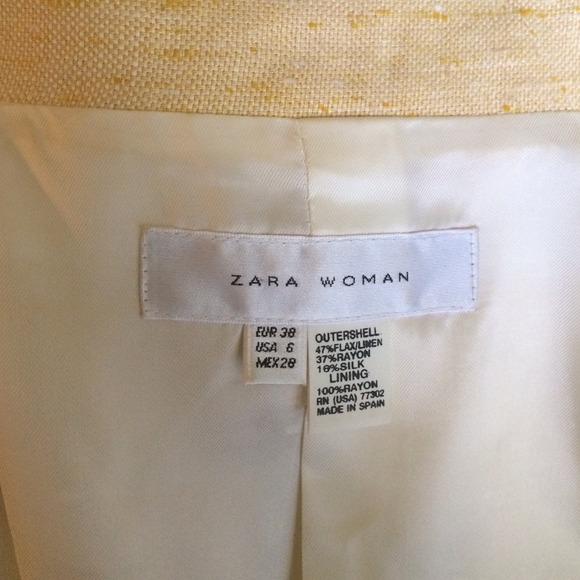 ZARA WOMAN
EUR 38
USA 6
MEX 28
OUTERSHELL
47%FLAX/LINEN
37%RAYON
16%SILK
LINING
100%RAYON
RN (USA) 77302
MADE IN SPAIN